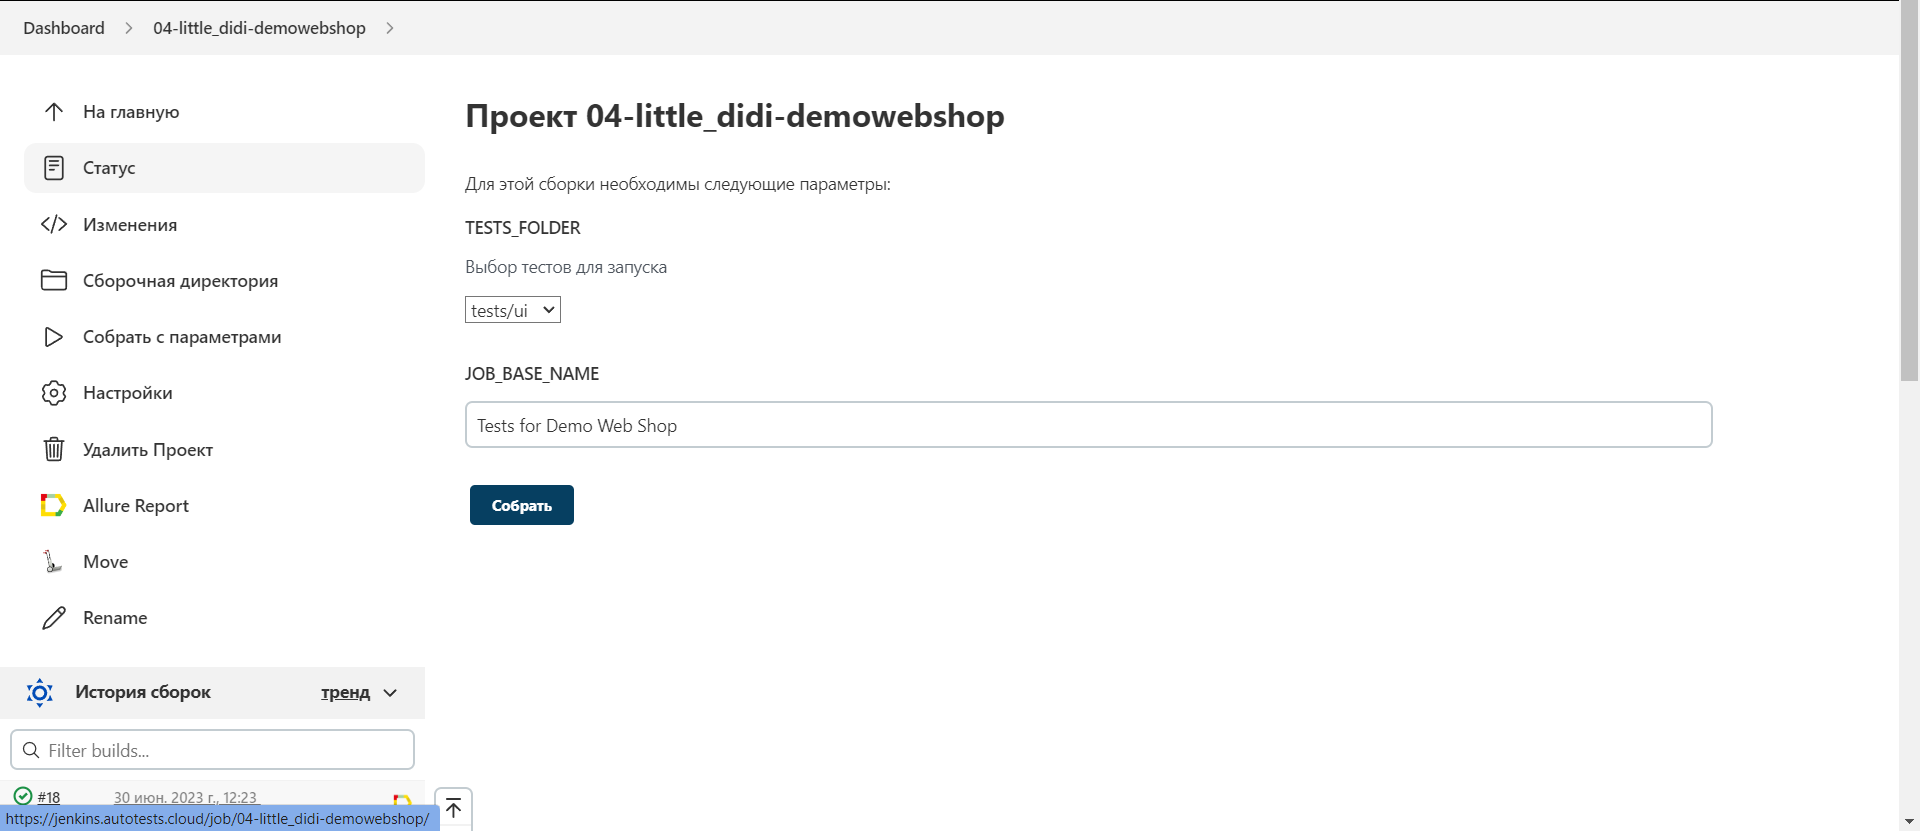 Dashboard
04-little_didi-demowebshop
На главную
Статус
Изменения
Сборочная директория
Собрать с параметрами
Настройки
Удалить Проект
Allure Report
Move
Rename
История сборок
тренд
Filter builds...
#18
30 июн. 2023 г., 12:23
https://jenkins.autotests.cloud/job/04-little_didi-demowebshop/
Проект 04-little_didi-demowebshop
Для этой сборки необходимы следующие параметры:
TESTS_FOLDER
Выбор тестов для запуска
tests/ui
JOB_BASE_NAME
Tests for Demo Web Shop
Собрать